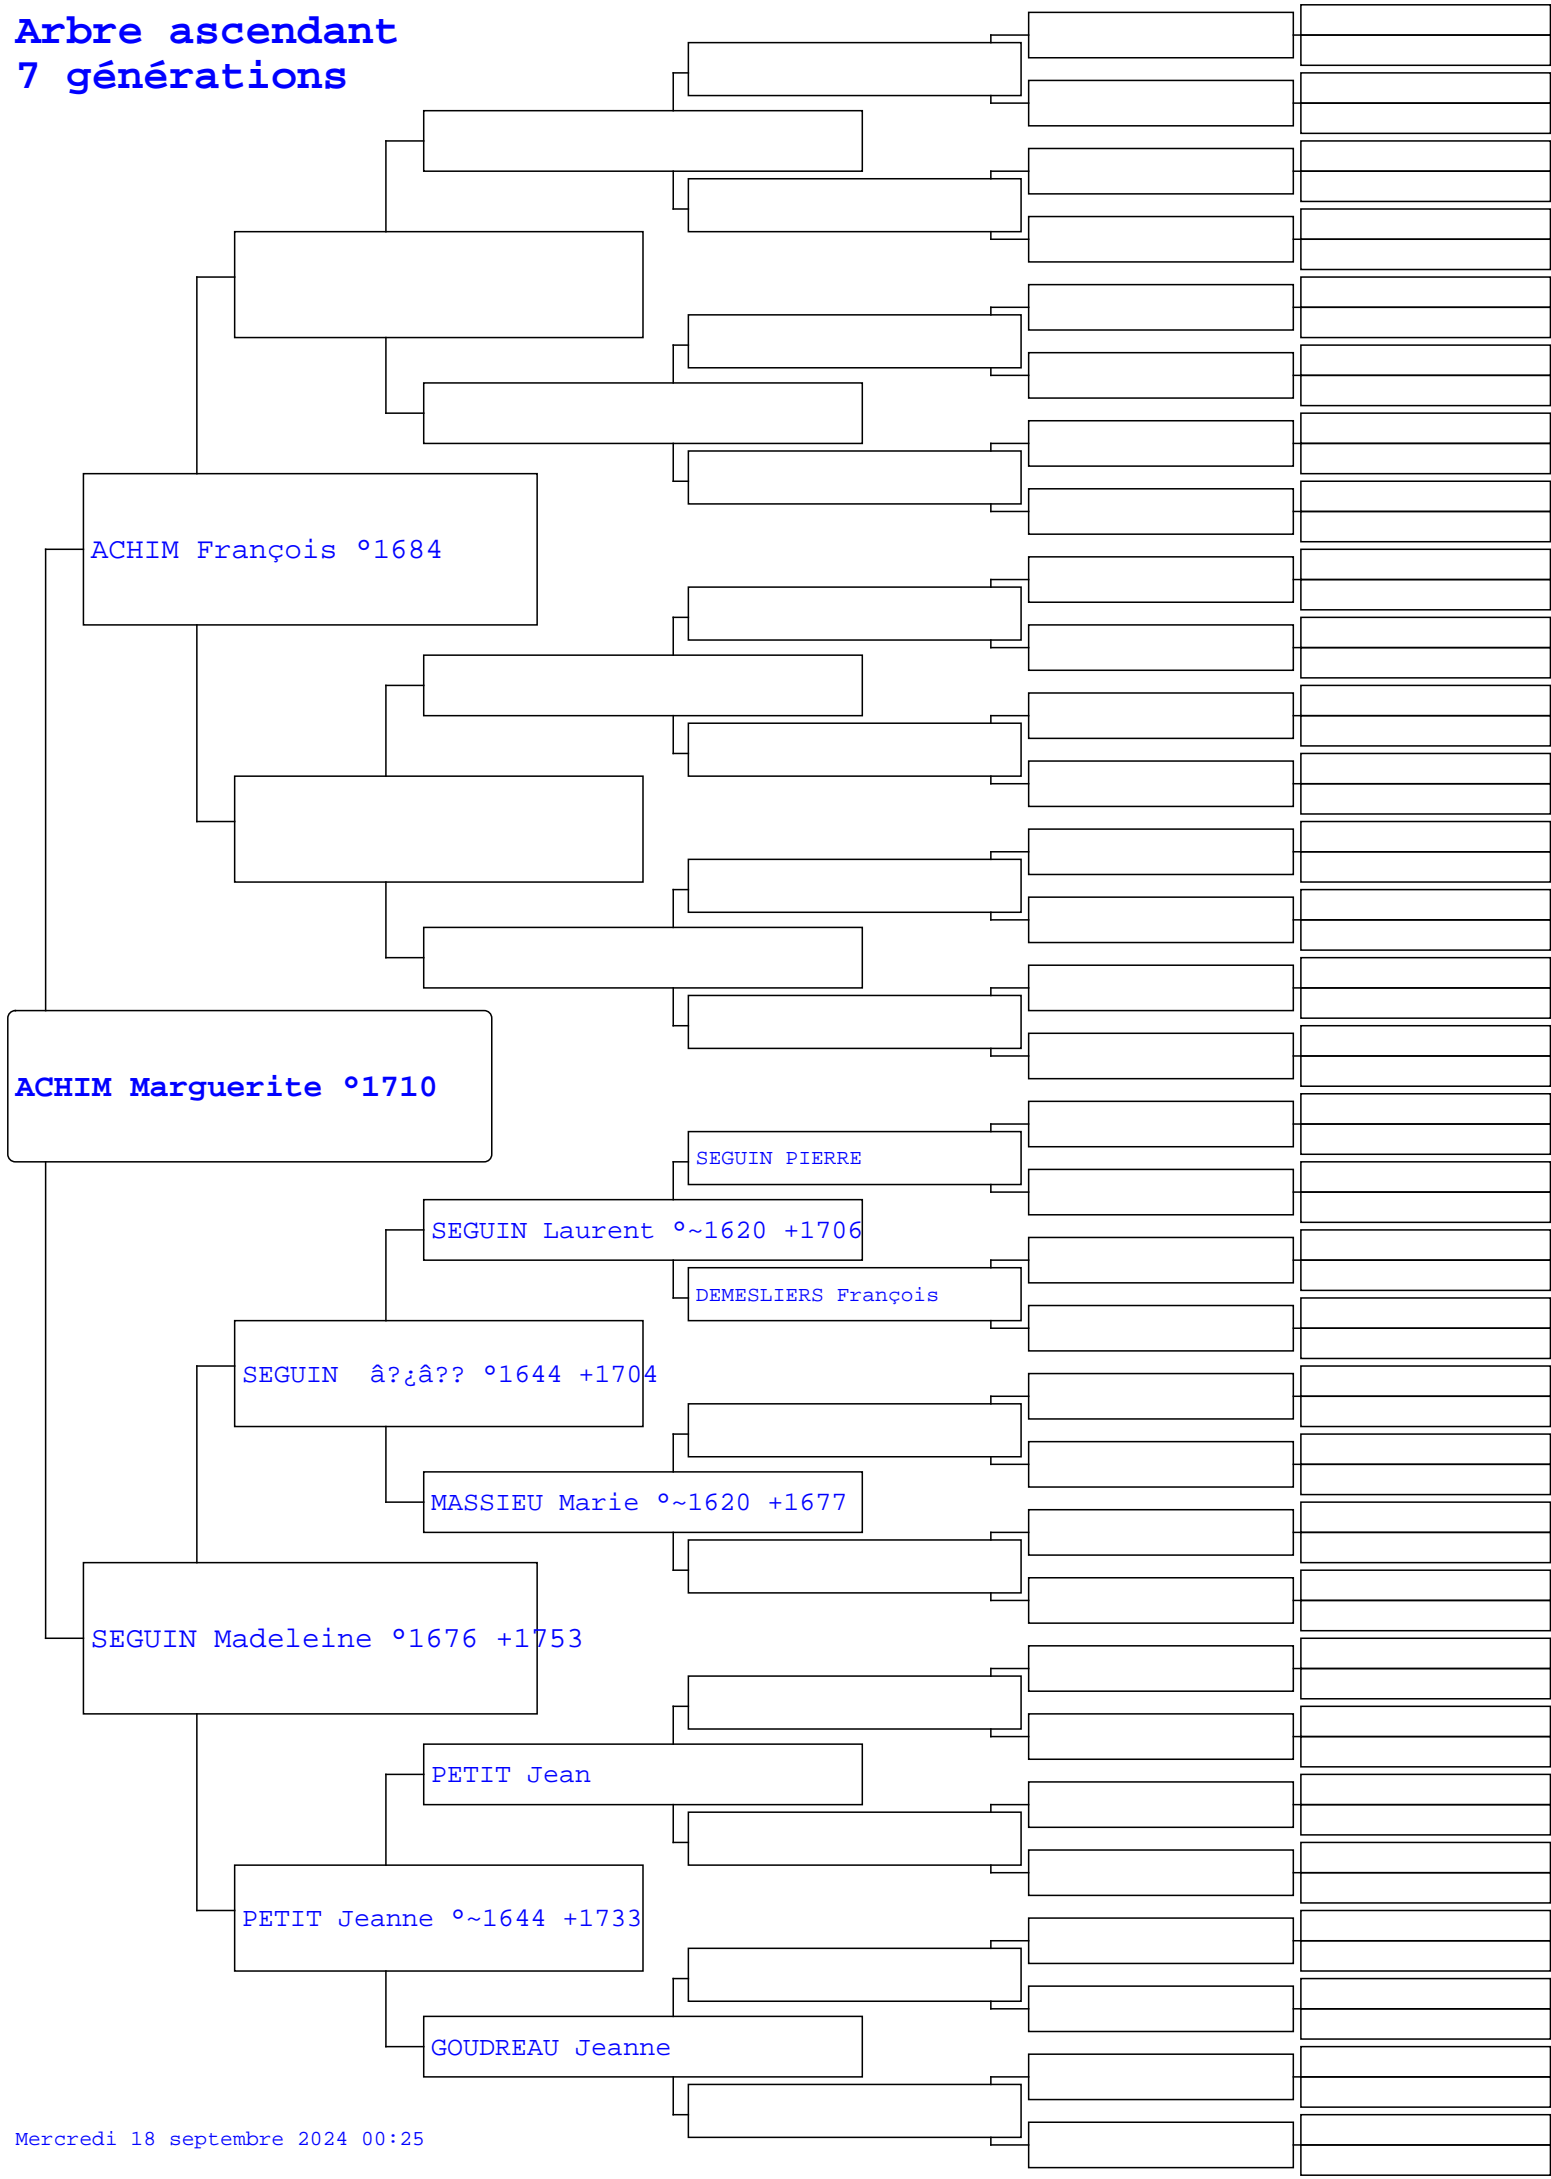 Arbre ascendant
7 générations
ACHIM François °1684
ACHIM Marguerite °1710
SEGUIN PIERRE
SEGUIN Laurent °~1620 +1706
DEMESLIERS François
SEGUIN  â?¿â?? °1644 +1704
MASSIEU Marie °~1620 +1677
SEGUIN Madeleine °1676 +1753
PETIT Jean
PETIT Jeanne °~1644 +1733
GOUDREAU Jeanne
Mercredi 18 septembre 2024 00:25